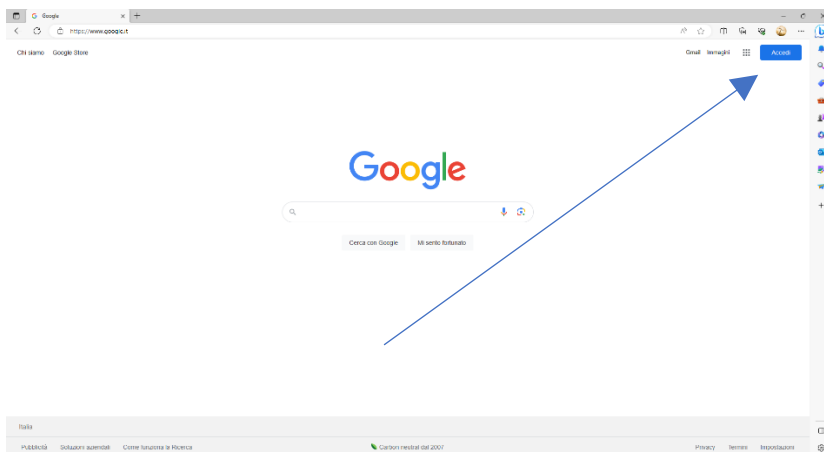 Google
https://www.google.it
Chi siamo Google Store
Gmail Immagini Accedi
Google
Cerca con Google Mi sento fortunato
Italia
Pubblicità Soluzioni aziendali Come funziona la Ricerca Carbon neutral dal 2007 Privacy Termini Impostazioni